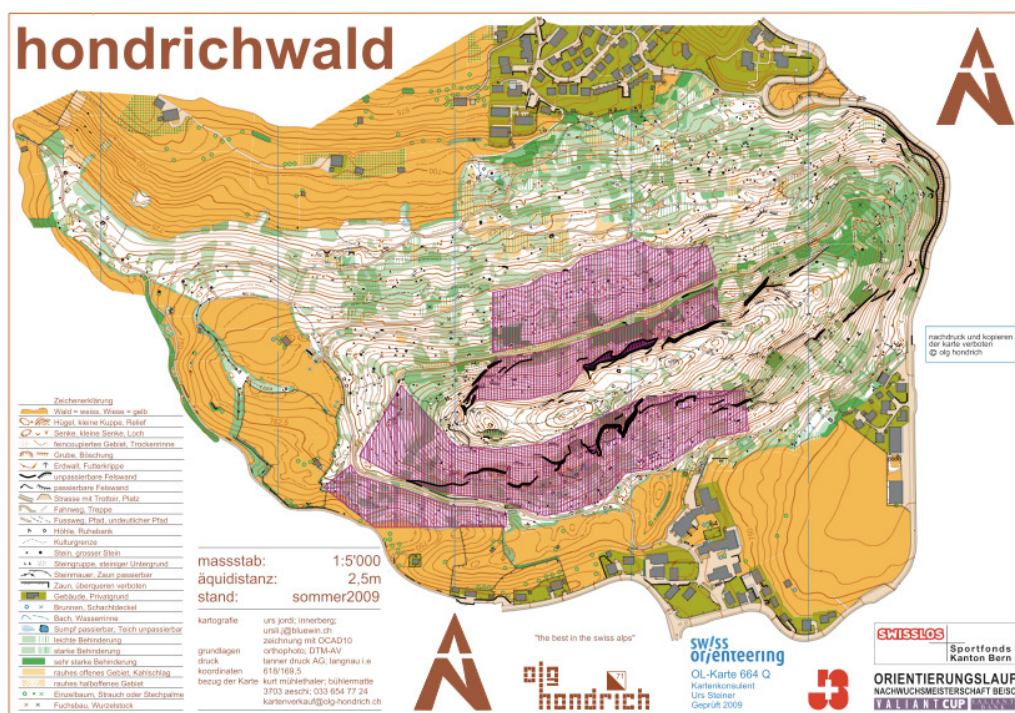 hondrichwald
N
nachdruck und kopieren
der karte verboten
© olg hondrich
Zeichenerklärung
Wald = weiss, Wiese = gelb
Hügel, kleine Kuppe, Relief
Senke, kleine Senke, Loch
feincoupiertes Gebiet, Trockenrinne
Grube, Böschung
Erdwall, Futterkrippe
unpassierbare Felswand
passierbare Felswand
Strasse mit Trottoir, Platz
Fahrweg, Treppe
Fussweg, Pfad, undeutlicher Pfad
Höhle, Ruhebank
Kulturgrenze
Stein, grosser Stein
Steingruppe, steiniger Untergrund
Steinmauer, Zaun passierbar
Zaun, überqueren verboten
Gebäude, Privatgrund
Brunnen, Schachtdeckel
Bach, Wasserrinne
Sumpf passierbar, Teich unpassierbar
leichte Behinderung
starke Behinderung
sehr starke Behinderung
rauhes offenes Gebiet, Kahlschlag
rauhes halboffenes Gebiet
Einzelbaum, Strauch oder Stechpalme
Fuchsbau, Wurzelstock
massstab: 1:5'000
äquidistanz: 2,5m
stand: sommer2009
kartografie urs jordi; innerberg;
ursli.j@bluewin.ch
zeichnung mit OCAD10
grundlagen orthophoto; DTM-AV
druck tanner druck AG; langnau i.e
koordinaten 618/169,5
bezug der Karte kurt mühlethaler; bühlermatte
3703 aeschi; 033 654 77 24
kartenverkauf@olg-hondrich.ch
N
"the best in the swiss alps"
olg 71
hondrich
swiss
orienteering
OL-Karte 664 Q
Kartenkonsulent
Urs Steiner
Geprüft 2009
SWISSLOS
Sportfonds
Kanton Bern
ORIENTIERUNGSLAUF
NACHWUCHSMEISTERSCHAFT BE/SO
VALIANT CUP